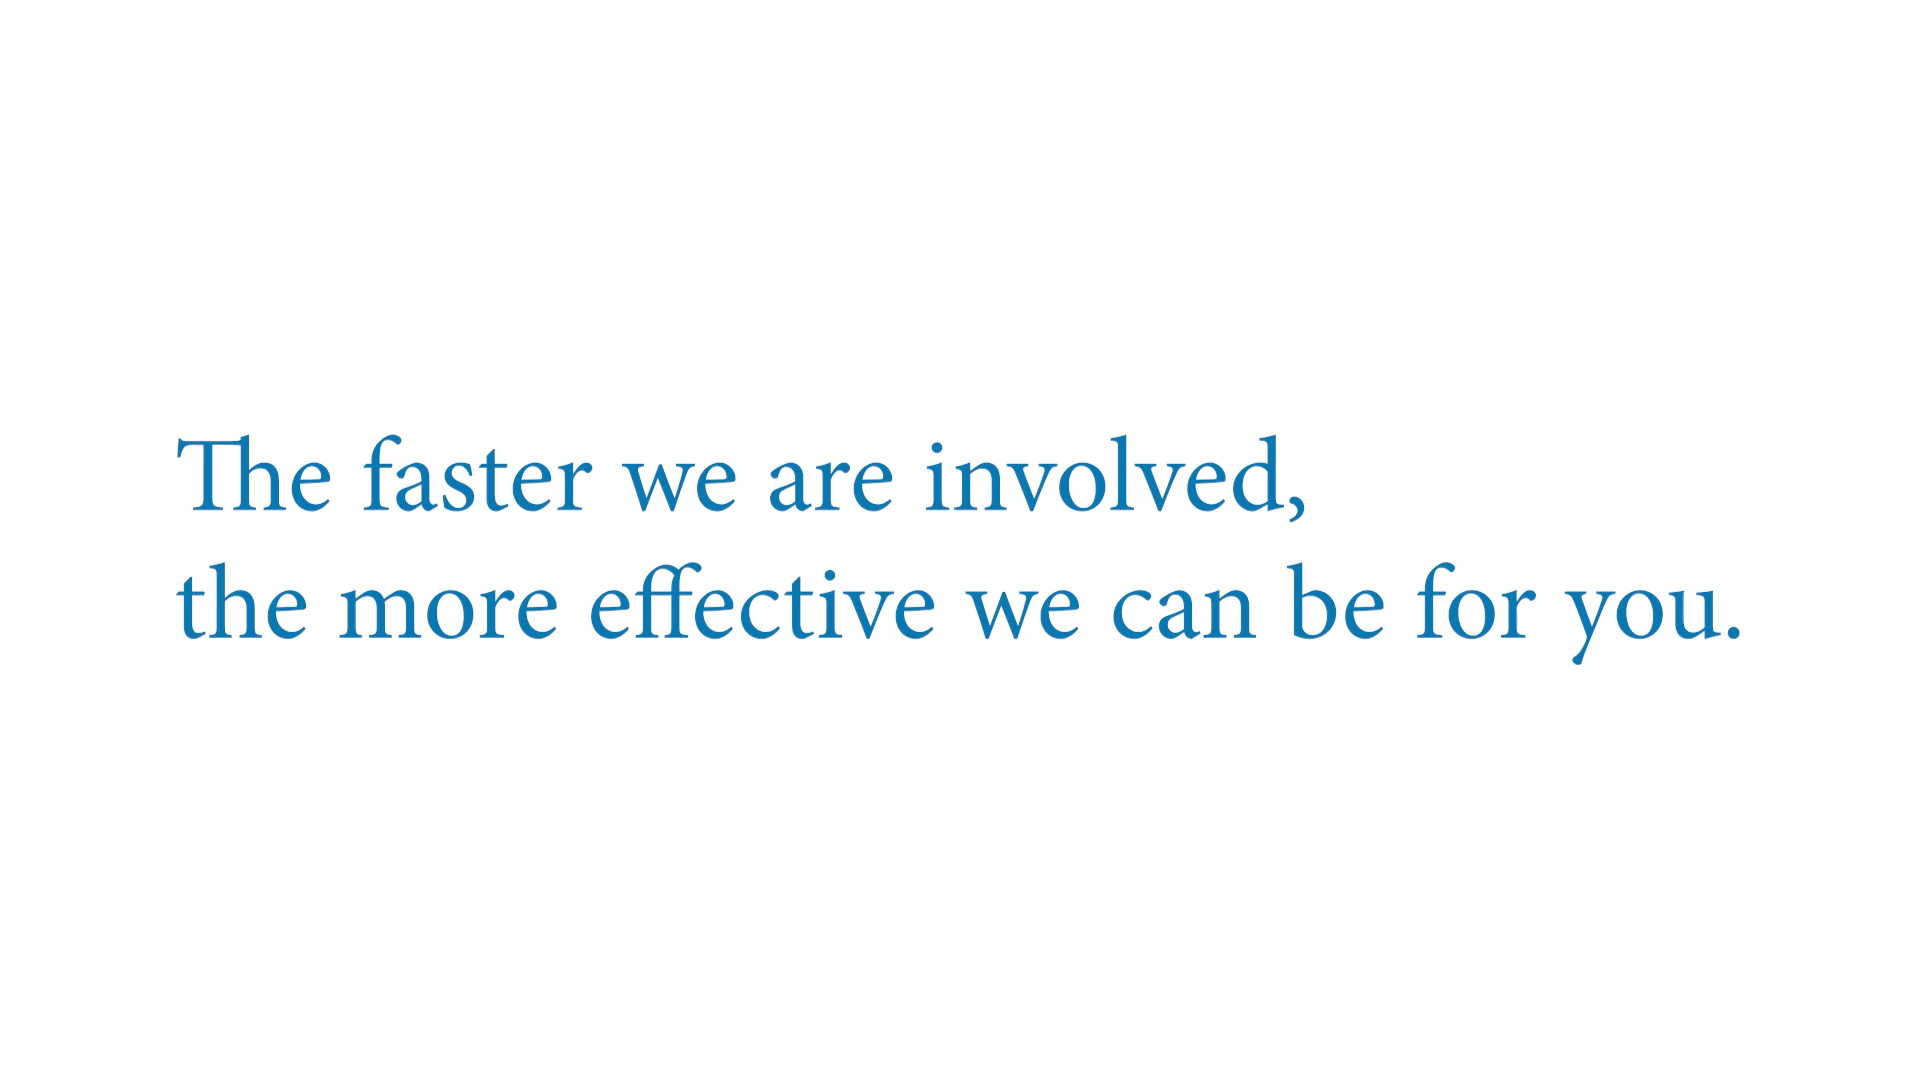 The faster we are involved,
the more effective we can be for you.